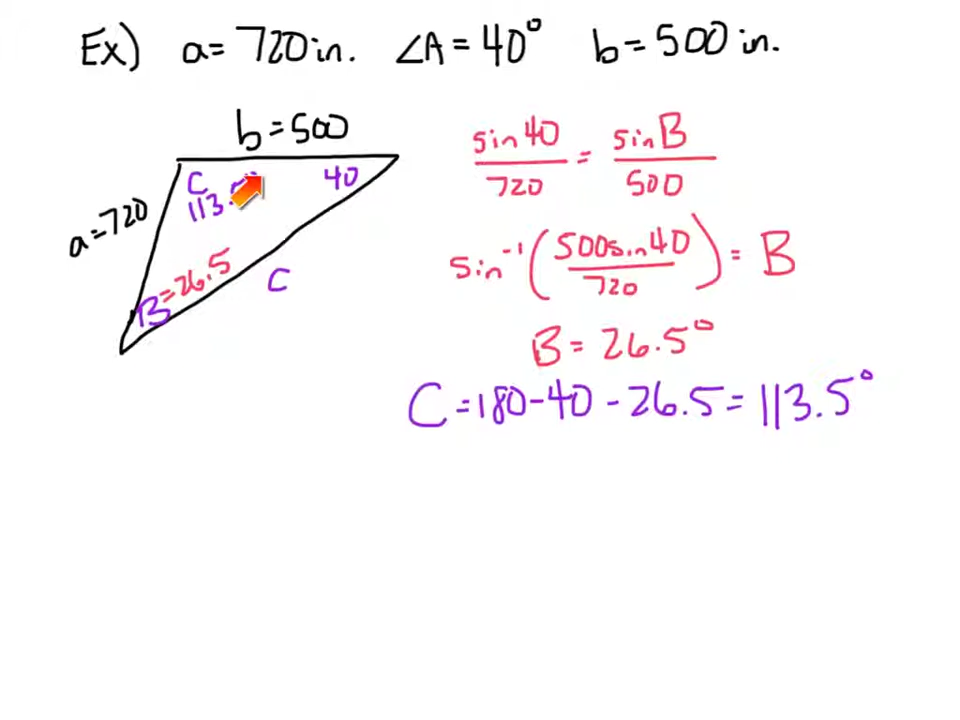 Ex) a= 720 in. ∠A = 40° b = 500 in.
b = 500
a = 720
C
113.
40
B = 26.5
C
sin 40 / 720 = sin B / 500
sin⁻¹ ( 500 sin 40 / 720 ) = B
B = 26.5°
C = 180 - 40 - 26.5 = 113.5°